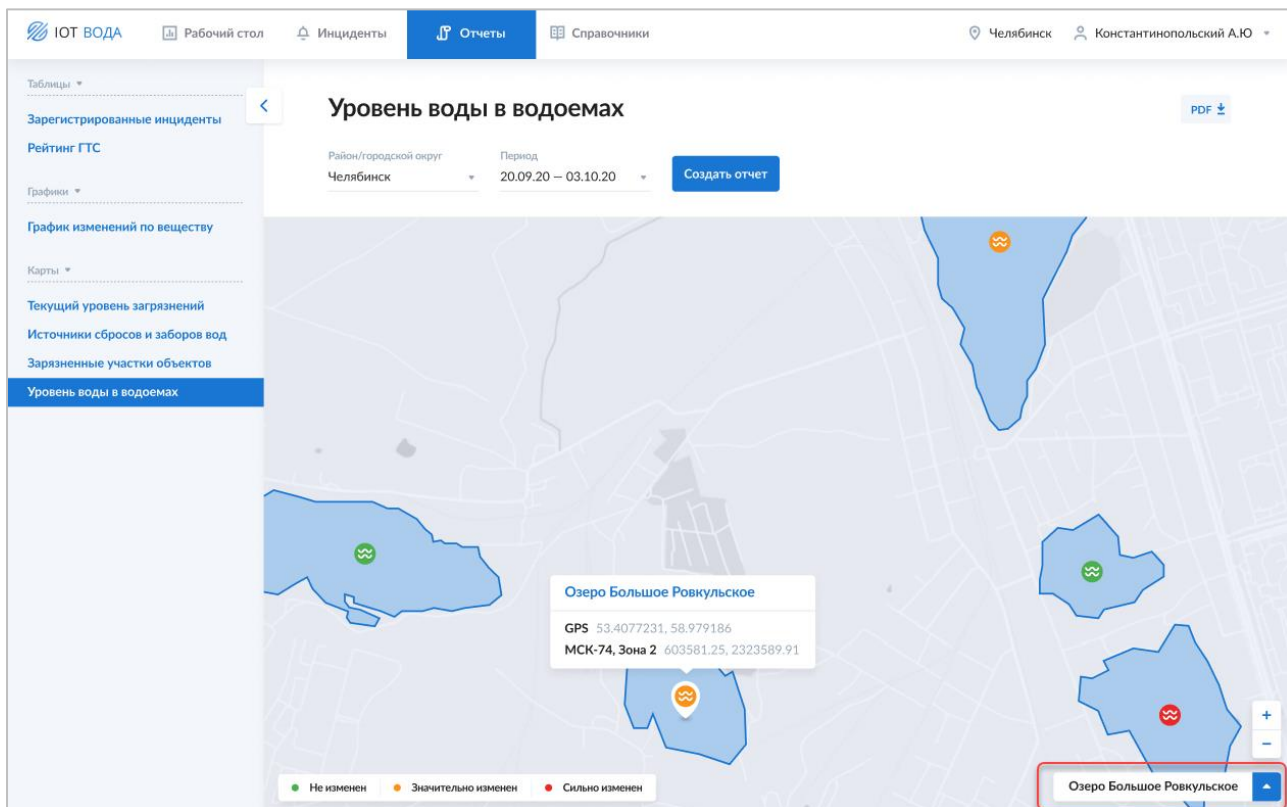 IOT ВОДА
Рабочий стол
Инциденты
Отчеты
Справочники
Челябинск
Константинопольский А.Ю
Таблицы
Зарегистрированные инциденты
Рейтинг ГТС
Графики
График изменений по веществу
Карты
Текущий уровень загрязнений
Источники сбросов и заборов вод
Зарязненные участки объектов
Уровень воды в водоемах
Уровень воды в водоемах
PDF
Район/городской округ
Челябинск
Период
20.09.20 — 03.10.20
Создать отчет
Озеро Большое Ровкульское
GPS 53.4077231, 58.979186
МСК-74, Зона 2 603581.25, 2323589.91
+
−
Не изменен
Значительно изменен
Сильно изменен
Озеро Большое Ровкульское